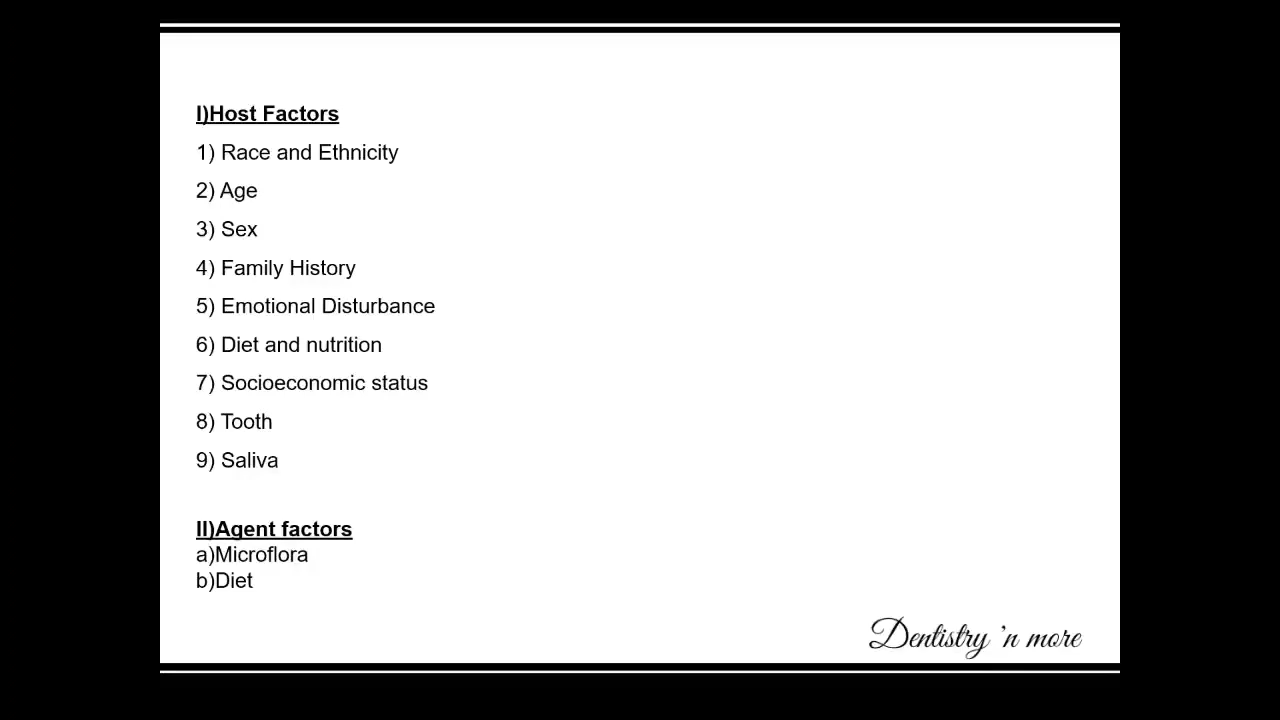 I)Host Factors
1) Race and Ethnicity
2) Age
3) Sex
4) Family History
5) Emotional Disturbance
6) Diet and nutrition
7) Socioeconomic status
8) Tooth
9) Saliva
II)Agent factors
a)Microflora
b)Diet
Dentistry 'n more